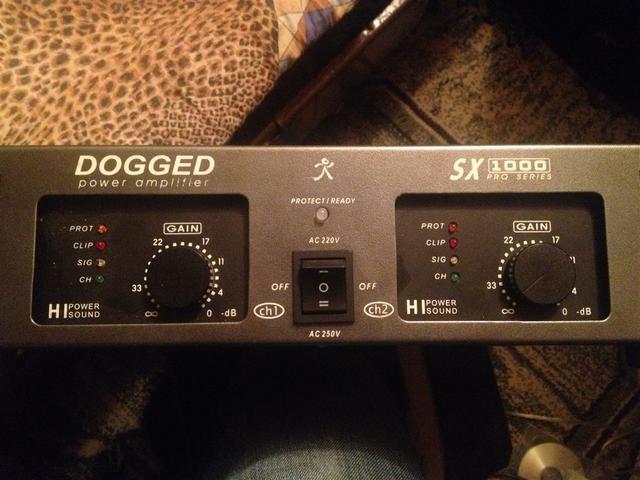 DOGGED
power amplifier
SX 1000
PRO SERIES
PROTECT / READY
AC 220V
OFF
OFF
ch1
ch2
AC 250V
PROT
CLIP
SIG
CH
GAIN
22
17
11
33
4
∞
0
-dB
HI POWER
SOUND
PROT
CLIP
SIG
CH
GAIN
22
17
11
33
4
∞
0
-dB
HI POWER
SOUND